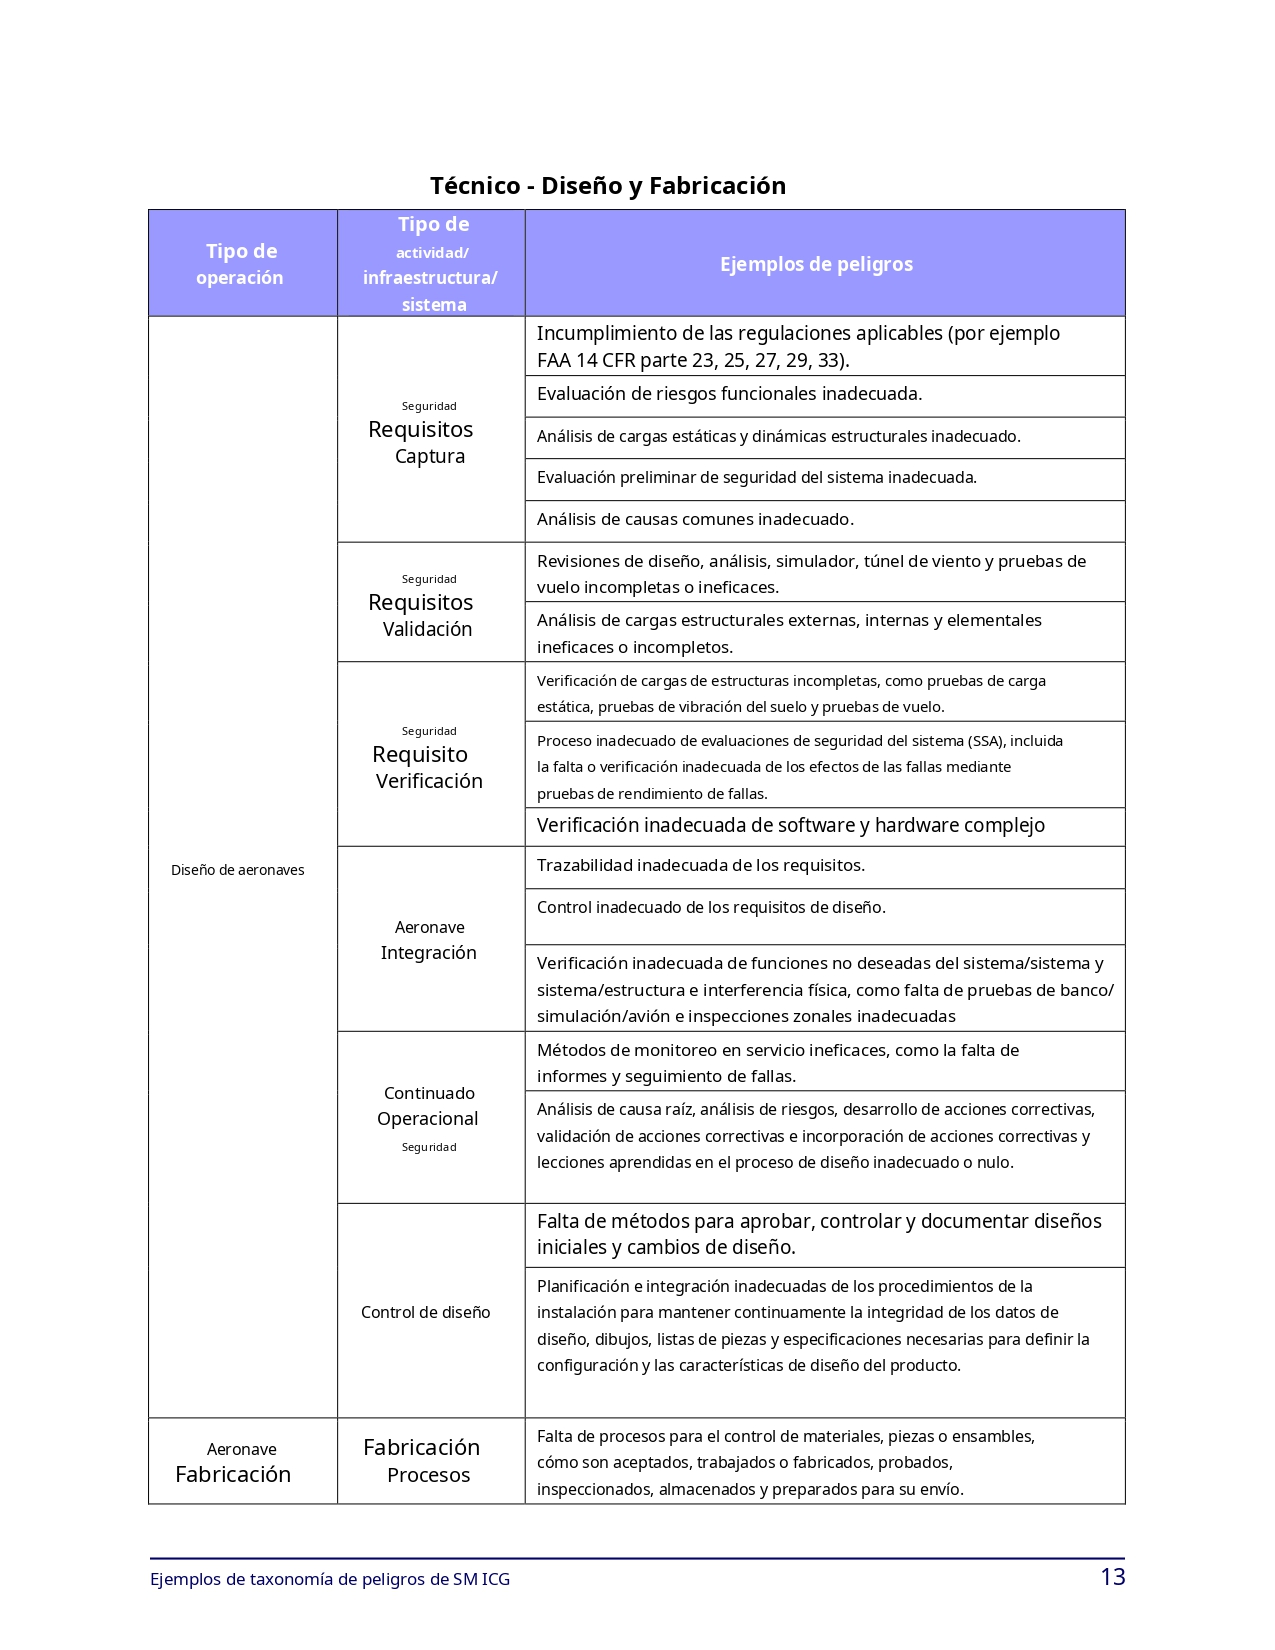 Técnico - Diseño y Fabricación
Tipo de
operación
Tipo de
actividad/
infraestructura/
sistema
Ejemplos de peligros
Diseño de aeronaves
Seguridad
Requisitos
Captura
Incumplimiento de las regulaciones aplicables (por ejemplo
FAA 14 CFR parte 23, 25, 27, 29, 33).
Evaluación de riesgos funcionales inadecuada.
Análisis de cargas estáticas y dinámicas estructurales inadecuado.
Evaluación preliminar de seguridad del sistema inadecuada.
Análisis de causas comunes inadecuado.
Seguridad
Requisitos
Validación
Revisiones de diseño, análisis, simulador, túnel de viento y pruebas de
vuelo incompletas o ineficaces.
Análisis de cargas estructurales externas, internas y elementales
ineficaces o incompletos.
Seguridad
Requisito
Verificación
Verificación de cargas de estructuras incompletas, como pruebas de carga
estática, pruebas de vibración del suelo y pruebas de vuelo.
Proceso inadecuado de evaluaciones de seguridad del sistema (SSA), incluida
la falta o verificación inadecuada de los efectos de las fallas mediante
pruebas de rendimiento de fallas.
Verificación inadecuada de software y hardware complejo
Aeronave
Integración
Trazabilidad inadecuada de los requisitos.
Control inadecuado de los requisitos de diseño.
Verificación inadecuada de funciones no deseadas del sistema/sistema y
sistema/estructura e interferencia física, como falta de pruebas de banco/
simulación/avión e inspecciones zonales inadecuadas
Continuado
Operacional
Seguridad
Métodos de monitoreo en servicio ineficaces, como la falta de
informes y seguimiento de fallas.
Análisis de causa raíz, análisis de riesgos, desarrollo de acciones correctivas,
validación de acciones correctivas e incorporación de acciones correctivas y
lecciones aprendidas en el proceso de diseño inadecuado o nulo.
Control de diseño
Falta de métodos para aprobar, controlar y documentar diseños
iniciales y cambios de diseño.
Planificación e integración inadecuadas de los procedimientos de la
instalación para mantener continuamente la integridad de los datos de
diseño, dibujos, listas de piezas y especificaciones necesarias para definir la
configuración y las características de diseño del producto.
Aeronave
Fabricación
Fabricación
Procesos
Falta de procesos para el control de materiales, piezas o ensambles,
cómo son aceptados, trabajados o fabricados, probados,
inspeccionados, almacenados y preparados para su envío.
Ejemplos de taxonomía de peligros de SM ICG
13